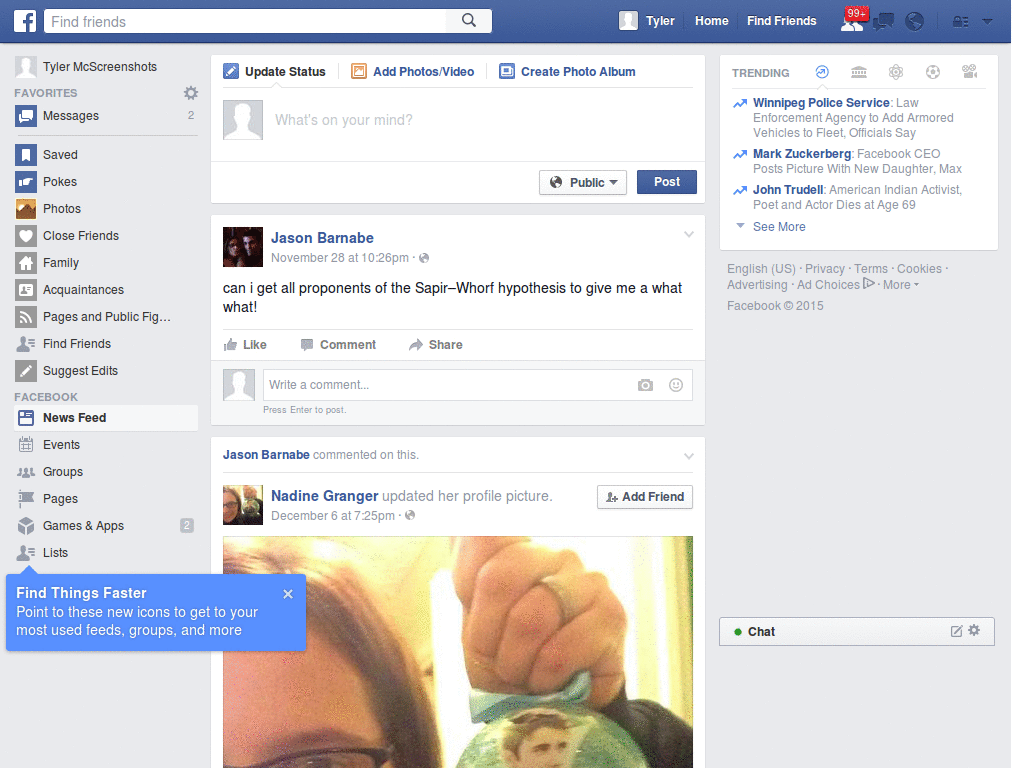 f
Find friends
Tyler
Home
Find Friends
99+
Tyler McScreenshots
FAVORITES
Messages 2
Saved
Pokes
Photos
Close Friends
Family
Acquaintances
Pages and Public Fig...
Find Friends
Suggest Edits
FACEBOOK
News Feed
Events
Groups
Pages
Games & Apps 2
Lists
Find Things Faster
Point to these new icons to get to your
most used feeds, groups, and more
Update Status
Add Photos/Video
Create Photo Album
What's on your mind?
Public
Post
Jason Barnabe
November 28 at 10:26pm ·
can i get all proponents of the Sapir–Whorf hypothesis to give me a what
what!
Like
Comment
Share
Write a comment...
Press Enter to post.
Jason Barnabe commented on this.
Nadine Granger updated her profile picture.
December 6 at 7:25pm ·
Add Friend
TRENDING
Winnipeg Police Service: Law
Enforcement Agency to Add Armored
Vehicles to Fleet, Officials Say
Mark Zuckerberg: Facebook CEO
Posts Picture With New Daughter, Max
John Trudell: American Indian Activist,
Poet and Actor Dies at Age 69
See More
English (US) · Privacy · Terms · Cookies ·
Advertising · Ad Choices · More
Facebook © 2015
Chat